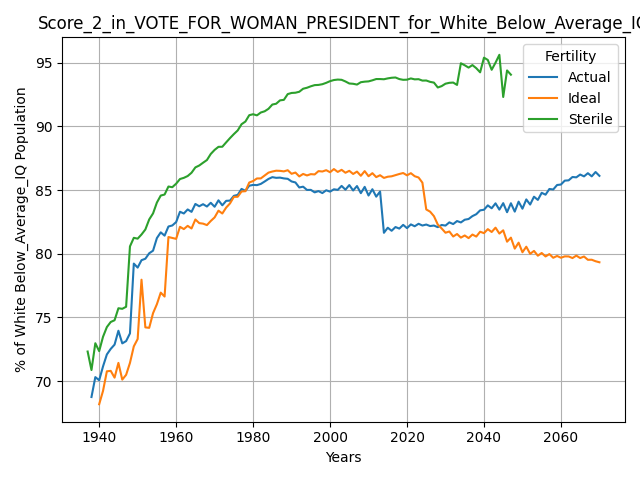 Score_2_in_VOTE_FOR_WOMAN_PRESIDENT_for_White_Below_Average_IQ
% of White Below_Average_IQ Population
95
90
85
80
75
70
Fertility
Actual
Ideal
Sterile
1940 1960 1980 2000 2020 2040 2060
Years